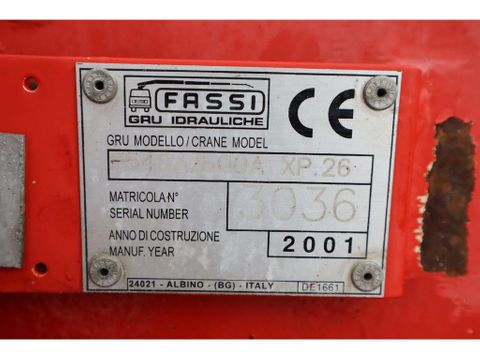 FASSI
GRU IDRAULICHE
CE
GRU MODELLO/CRANE MODEL
XP.26
MATRICOLA N°
SERIAL NUMBER
3036
ANNO DI COSTRUZIONE
MANUF. YEAR
2001
24021 - ALBINO - (BG) - ITALY
DE1661